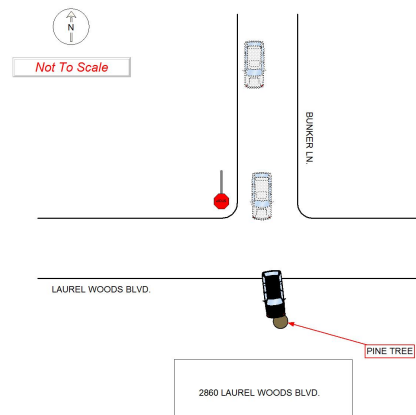 N
Not To Scale
BUNKER LN.
LAUREL WOODS BLVD.
PINE TREE
2860 LAUREL WOODS BLVD.